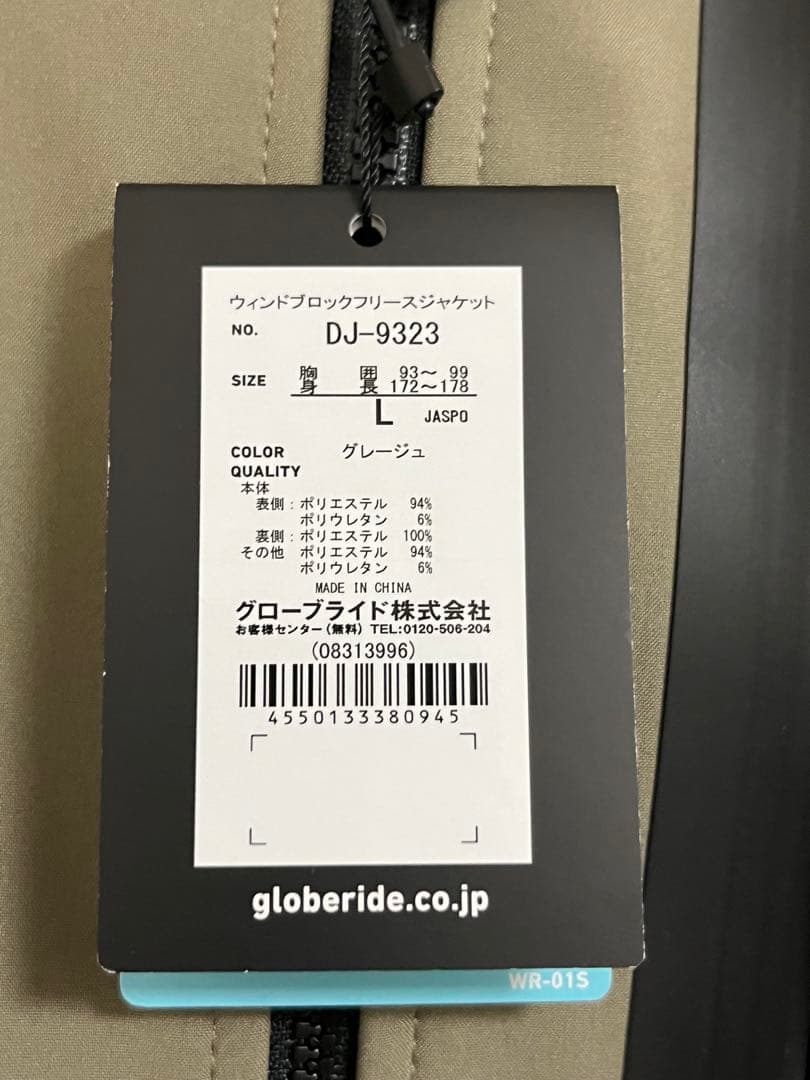 ウィンドブロックフリースジャケット
NO. DJ-9323
SIZE 胸囲 93〜 99
身長 172〜178
L JASPO
COLOR グレージュ
QUALITY
本体
表側:ポリエステル 94%
ポリウレタン 6%
裏側:ポリエステル 100%
その他 ポリエステル 94%
ポリウレタン 6%
MADE IN CHINA
グローブライド株式会社
お客様センター(無料) TEL:0120-506-204
(08313996)
4550133380945
globeride.co.jp
WR-01S